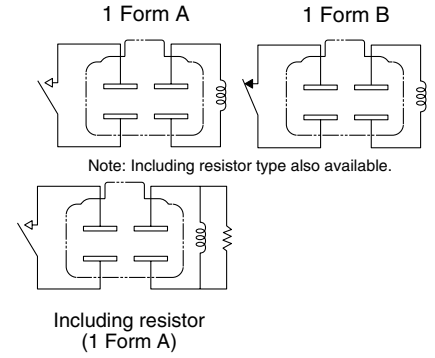 1 Form A
1 Form B
Note: Including resistor type also available.
Including resistor
(1 Form A)